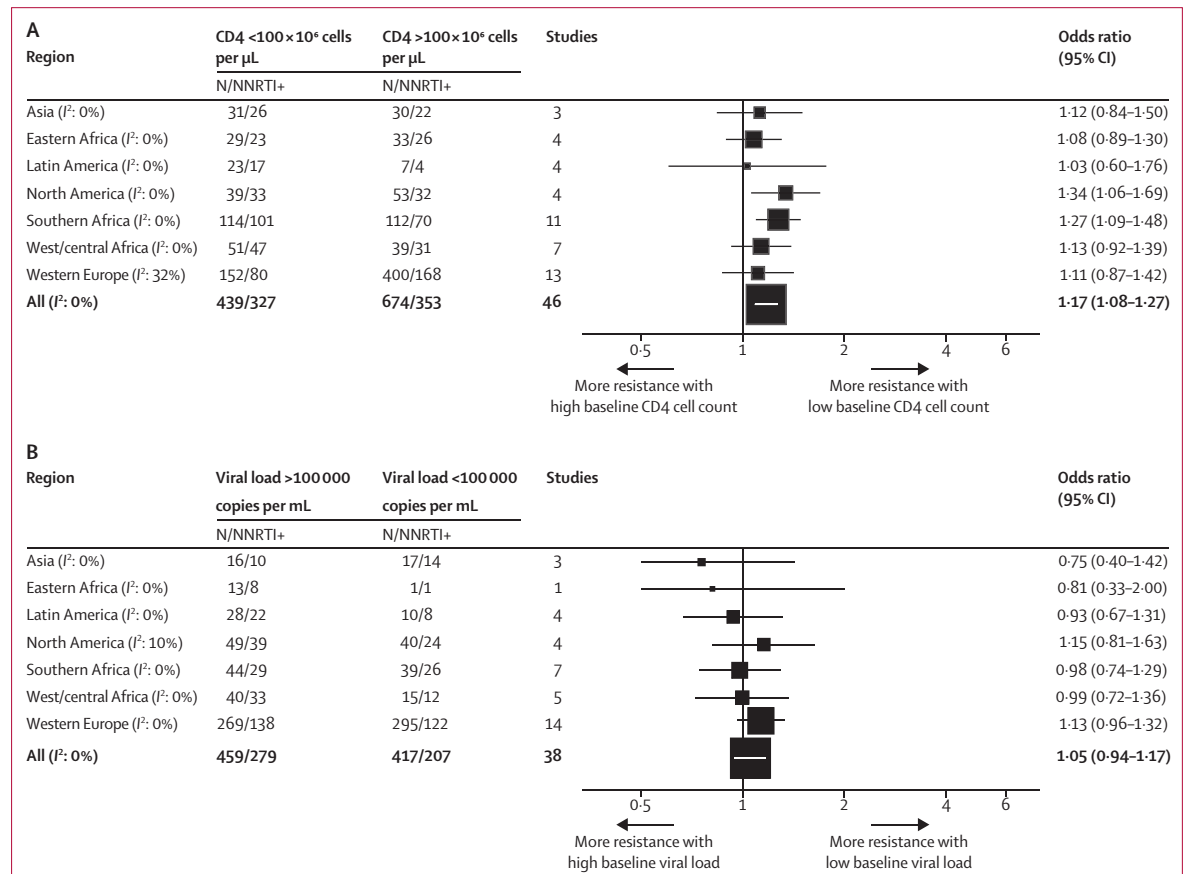 A
Region
CD4 <100 × 10⁶ cells per μL
CD4 >100 × 10⁶ cells per μL
Studies
Odds ratio (95% CI)
N/NNRTI+ N/NNRTI+
Asia (I²: 0%) 31/26 30/22 3 1·12 (0·84–1·50)
Eastern Africa (I²: 0%) 29/23 33/26 4 1·08 (0·89–1·30)
Latin America (I²: 0%) 23/17 7/4 4 1·03 (0·60–1·76)
North America (I²: 0%) 39/33 53/32 4 1·34 (1·06–1·69)
Southern Africa (I²: 0%) 114/101 112/70 11 1·27 (1·09–1·48)
West/central Africa (I²: 0%) 51/47 39/31 7 1·13 (0·92–1·39)
Western Europe (I²: 32%) 152/80 400/168 13 1·11 (0·87–1·42)
All (I²: 0%) 439/327 674/353 46 1·17 (1·08–1·27)
0·5 1 2 4 6
More resistance with
high baseline CD4 cell count
More resistance with
low baseline CD4 cell count
B
Region
Viral load >100 000
copies per mL
Viral load <100 000
copies per mL
Studies
Odds ratio
(95% CI)
N/NNRTI+ N/NNRTI+
Asia (I²: 0%) 16/10 17/14 3 0·75 (0·40–1·42)
Eastern Africa (I²: 0%) 13/8 1/1 1 0·81 (0·33–2·00)
Latin America (I²: 0%) 28/22 10/8 4 0·93 (0·67–1·31)
North America (I²: 10%) 49/39 40/24 4 1·15 (0·81–1·63)
Southern Africa (I²: 0%) 44/29 39/26 7 0·98 (0·74–1·29)
West/central Africa (I²: 0%) 40/33 15/12 5 0·99 (0·72–1·36)
Western Europe (I²: 0%) 269/138 295/122 14 1·13 (0·96–1·32)
All (I²: 0%) 459/279 417/207 38 1·05 (0·94–1·17)
0·5 1 2 4 6
More resistance with
high baseline viral load
More resistance with
low baseline viral load